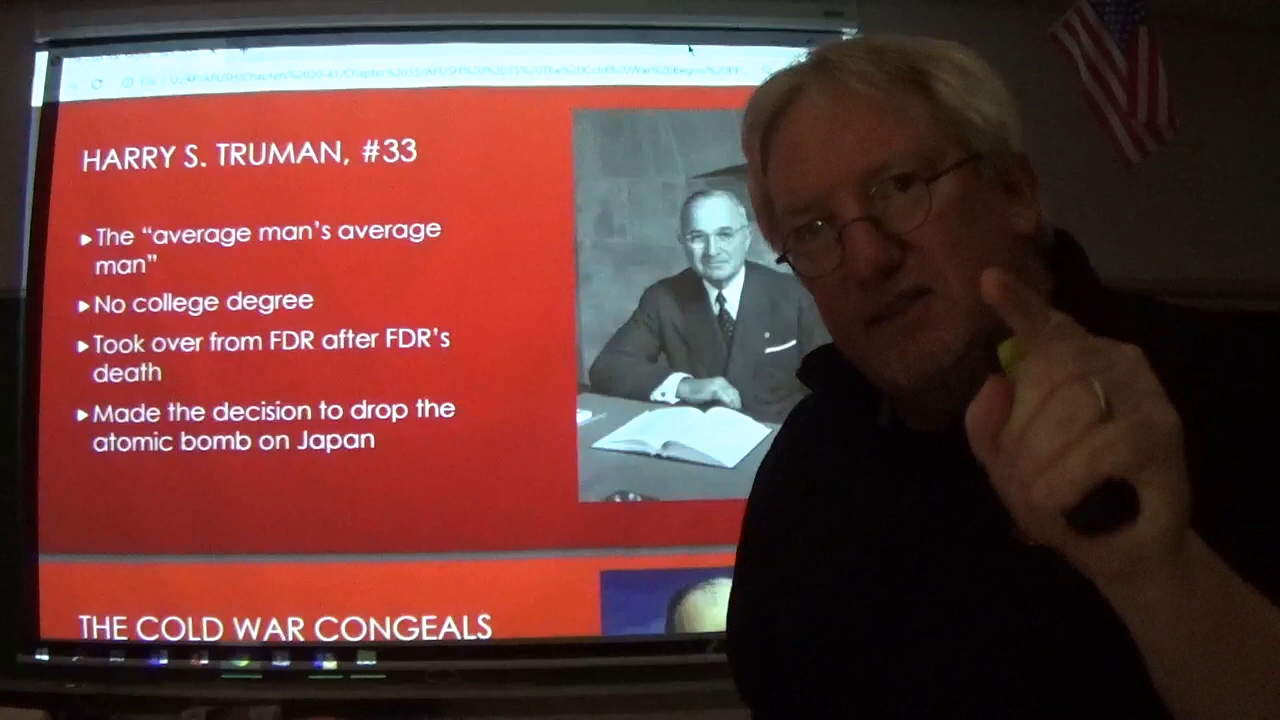 HARRY S. TRUMAN, #33
The “average man’s average
man”
No college degree
Took over from FDR after FDR’s
death
Made the decision to drop the
atomic bomb on Japan
THE COLD WAR CONGEALS